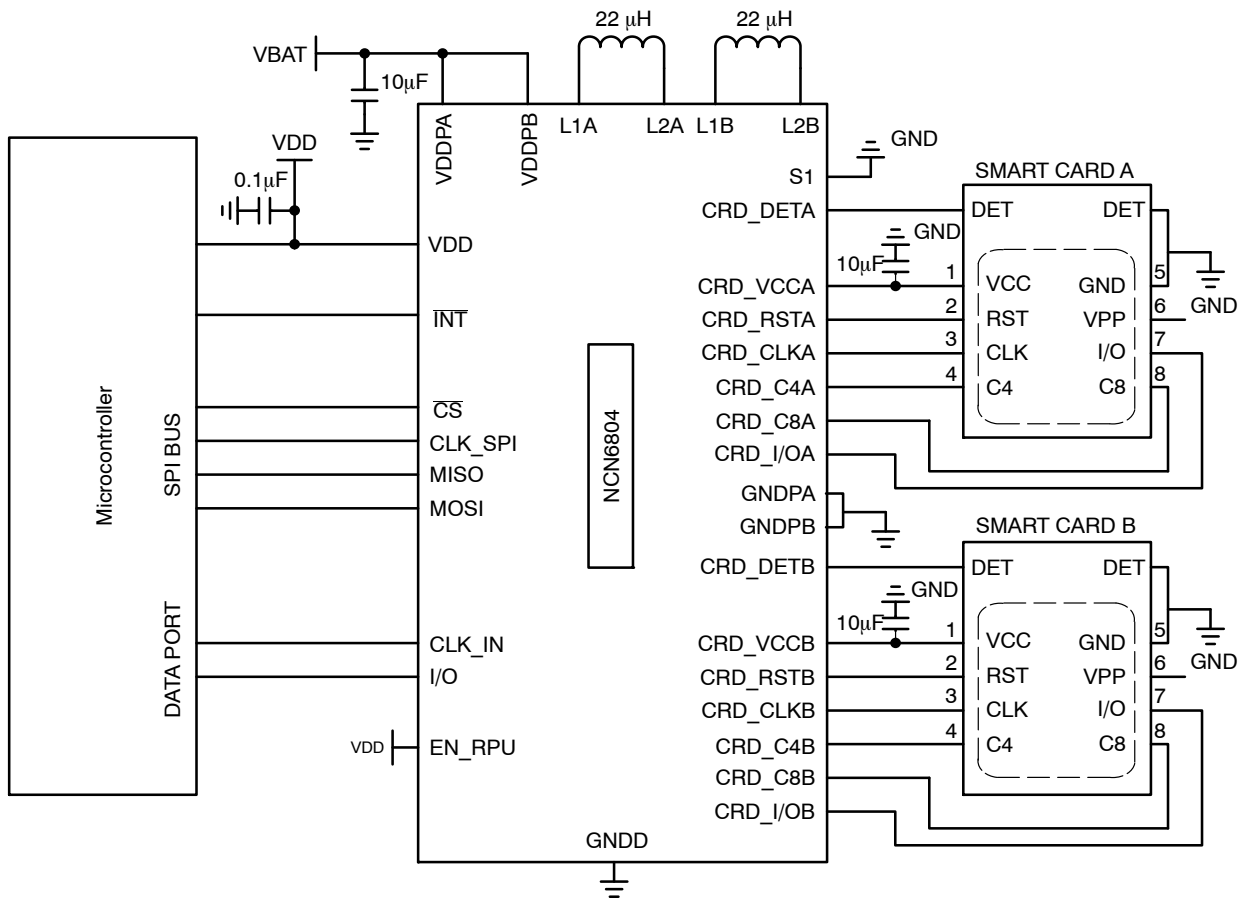 22 μH
22 μH
VBAT
10μF
VDDPA
VDDPB
L1A
L2A
L1B
L2B
VDD
0.1μF
GND
S1
SMART CARD A
CRD_DETA
DET
DET
VDD
GND
10μF
CRD_VCCA
1
VCC
GND
5
GND
INT
CRD_RSTA
2
RST
VPP
6
CRD_CLKA
3
CLK
I/O
7
CRD_C4A
4
C4
C8
8
Microcontroller
SPI BUS
CS
CRD_C8A
CLK_SPI
CRD_I/OA
MISO
NCN6804
GNDPA
MOSI
GNDPB
SMART CARD B
CRD_DETB
DET
DET
GND
10μF
DATA PORT
CLK_IN
CRD_VCCB
1
VCC
GND
5
GND
I/O
CRD_RSTB
2
RST
VPP
6
CRD_CLKB
3
CLK
I/O
7
VDD
EN_RPU
CRD_C4B
4
C4
C8
8
CRD_C8B
CRD_I/OB
GNDD